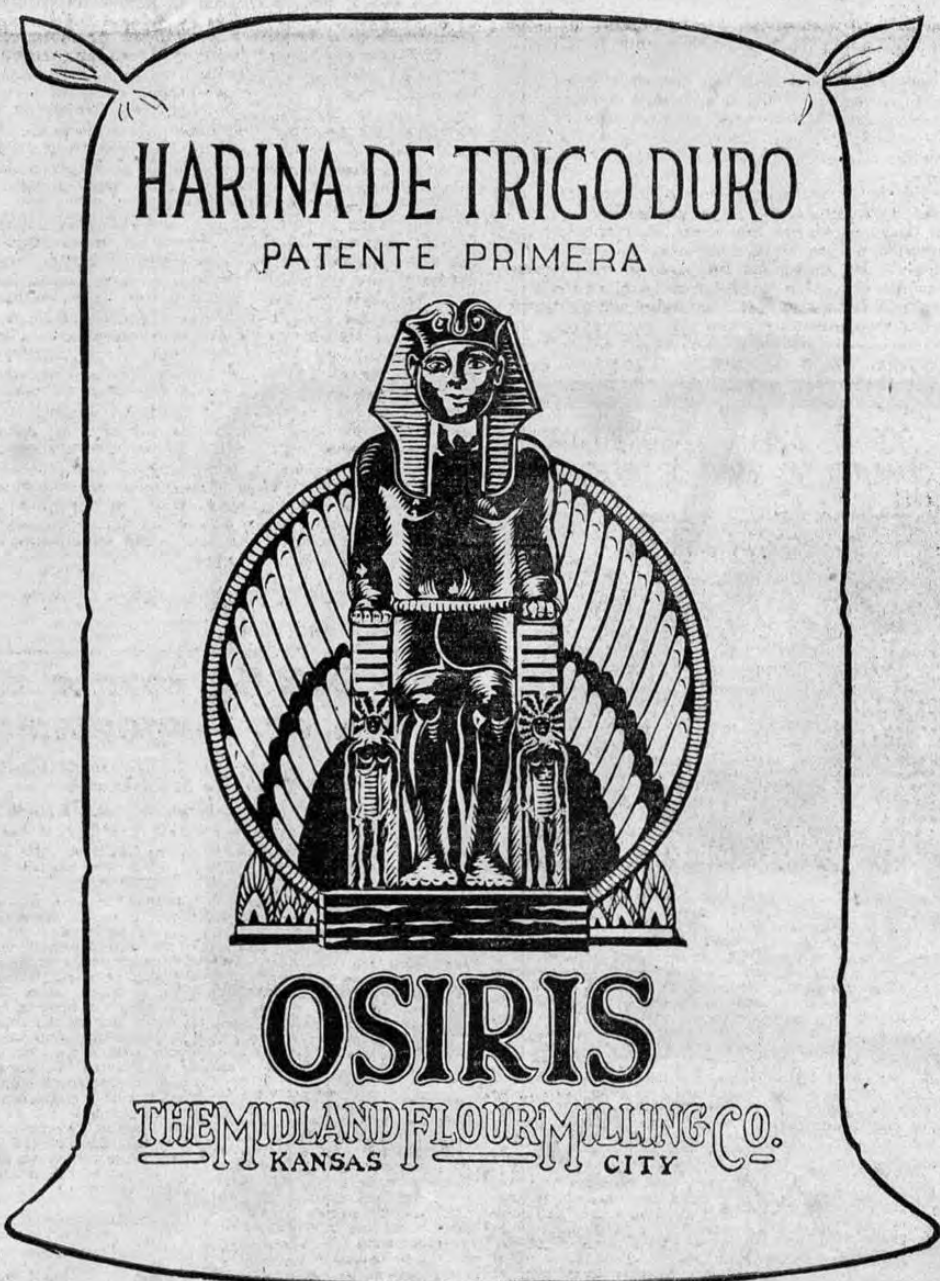 HARINA DE TRIGO DURO
PATENTE PRIMERA
OSIRIS
THE MIDLAND FLOUR MILLING CO.
KANSAS CITY